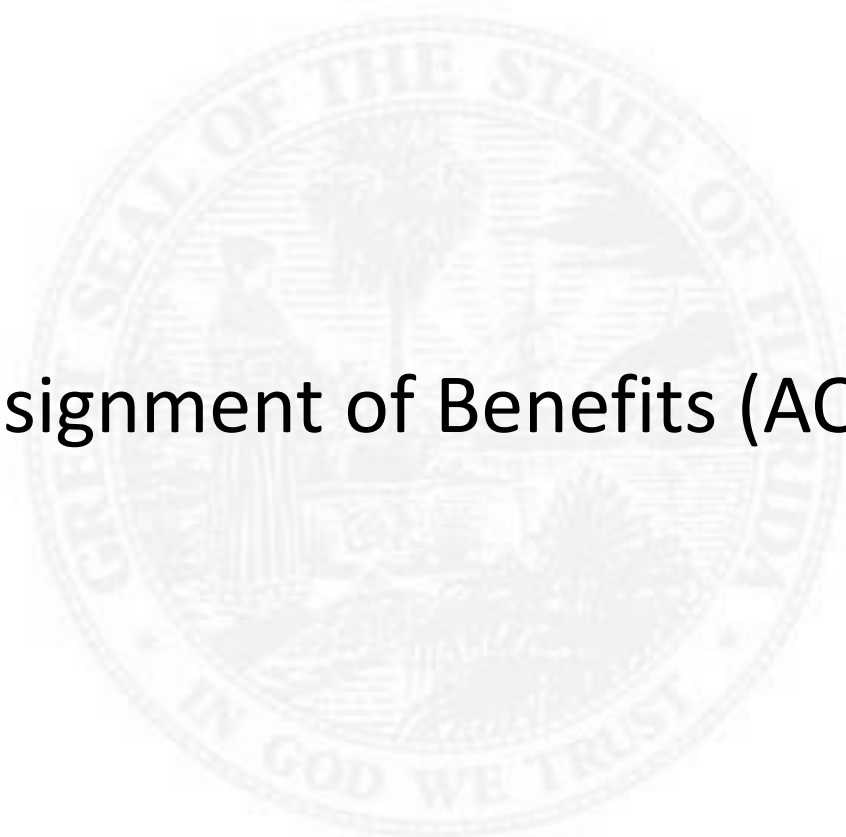 GREAT SEAL OF THE STATE OF FLORIDA
signment of Benefits (AO
IN GOD WE TRUST